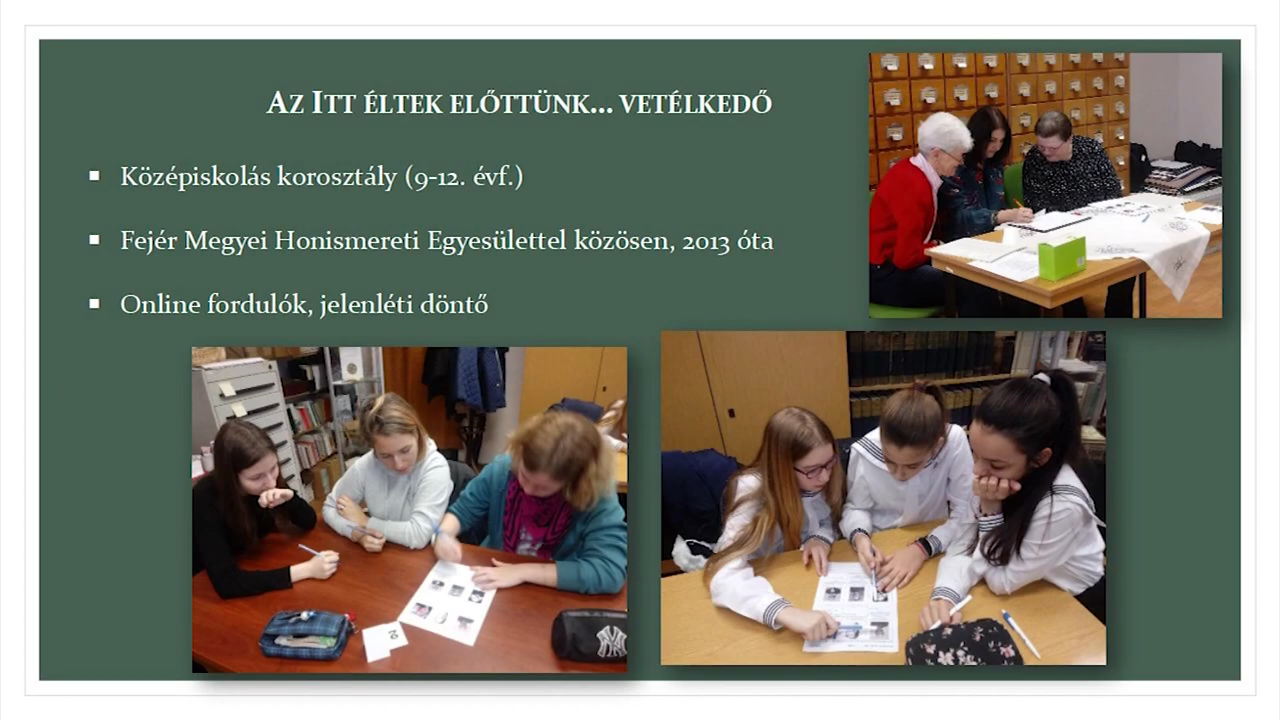 Az Itt éltek előttünk... vetélkedő
Középiskolás korosztály (9-12. évf.)
Fejér Megyei Honismereti Egyesülettel közösen, 2013 óta
Online fordulók, jelenléti döntő